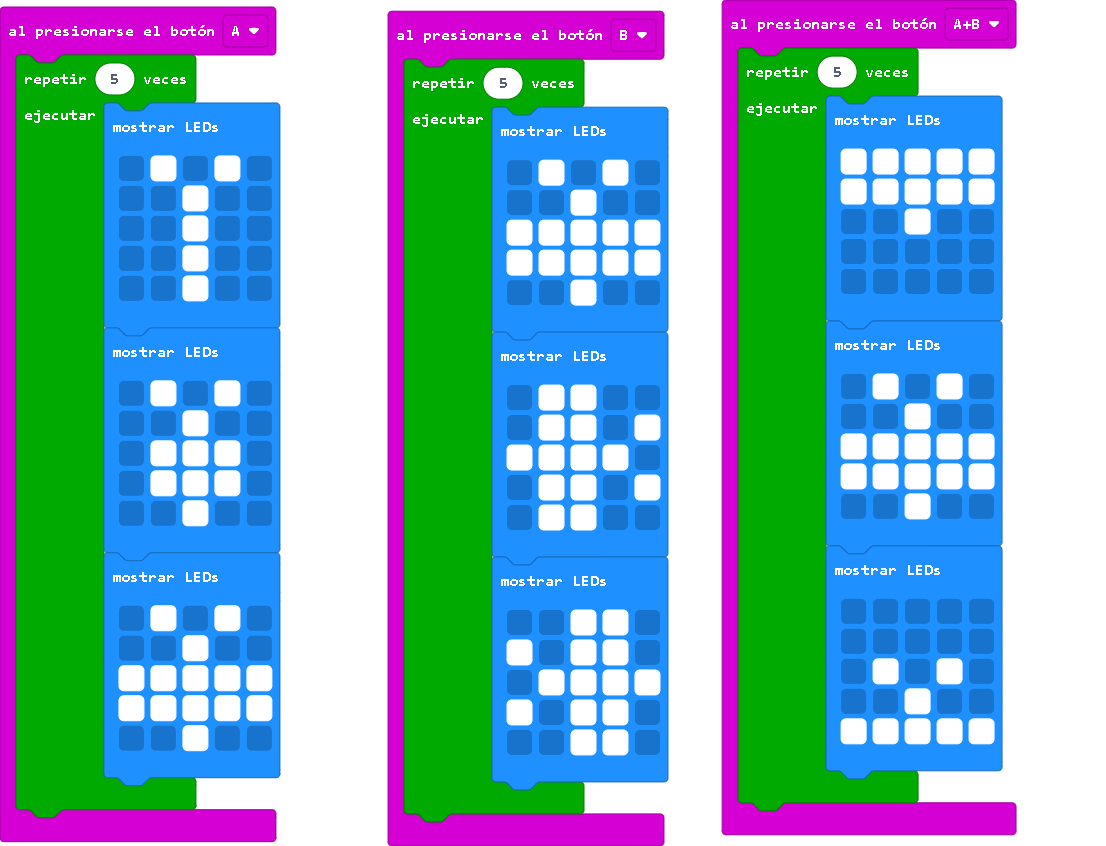 al presionarse el botón A
repetir 5 veces
ejecutar
mostrar LEDs
mostrar LEDs
mostrar LEDs
al presionarse el botón B
repetir 5 veces
ejecutar
mostrar LEDs
mostrar LEDs
mostrar LEDs
al presionarse el botón A+B
repetir 5 veces
ejecutar
mostrar LEDs
mostrar LEDs
mostrar LEDs